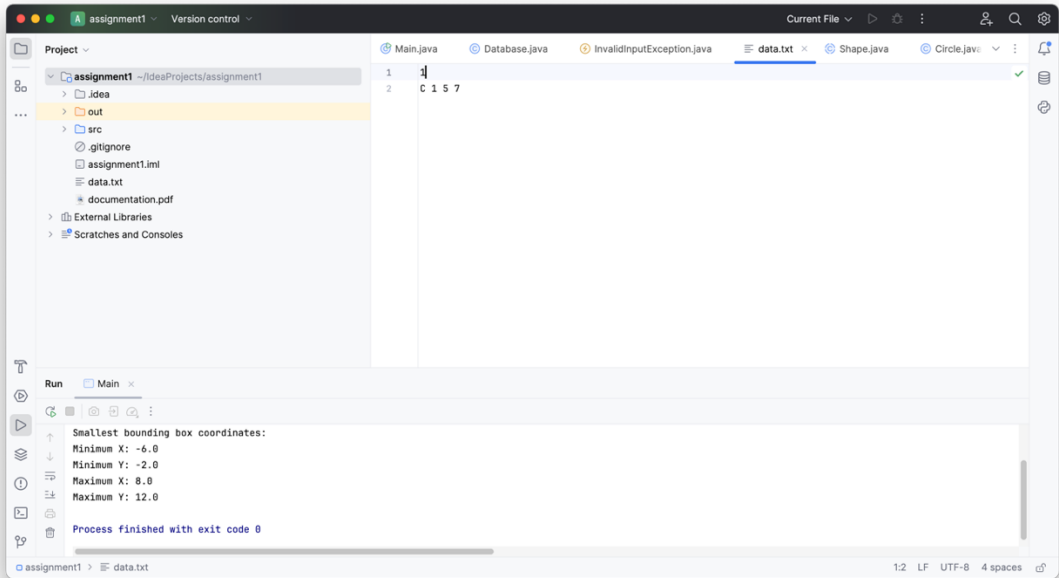 A assignment1 Version control Current File
Project
Main.java Database.java InvalidInputException.java data.txt Shape.java Circle.java
assignment1 ~/IdeaProjects/assignment1
.idea
out
src
.gitignore
assignment1.iml
data.txt
documentation.pdf
External Libraries
Scratches and Consoles
1 1
2 C 1 5 7
Run Main
Smallest bounding box coordinates:
Minimum X: -6.0
Minimum Y: -2.0
Maximum X: 8.0
Maximum Y: 12.0
Process finished with exit code 0
assignment1 > data.txt 1:2 LF UTF-8 4 spaces